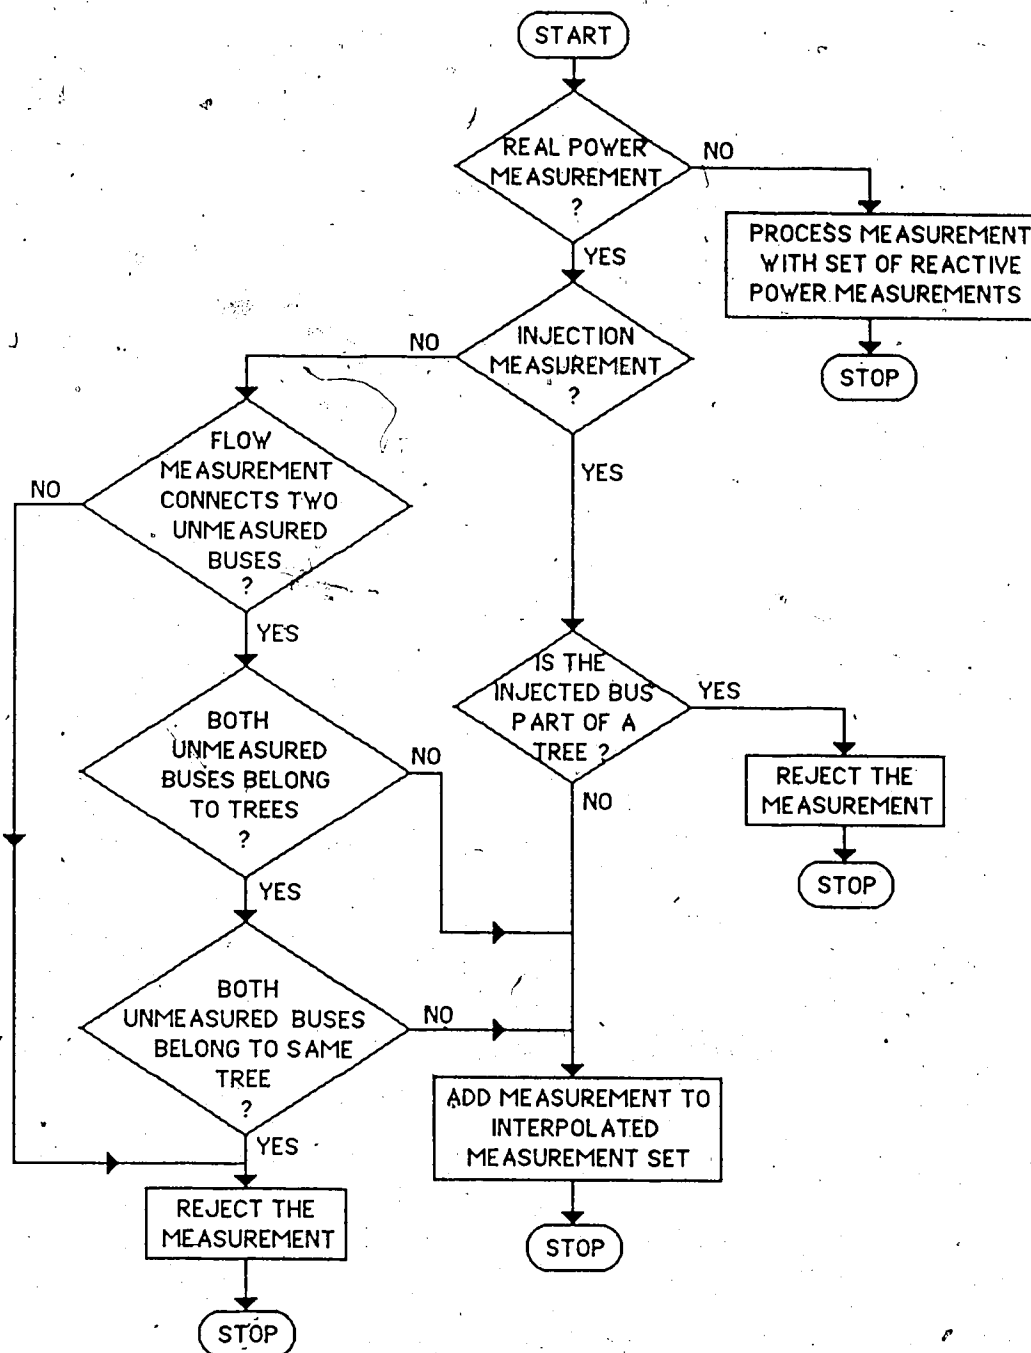 START
REAL POWER
MEASUREMENT
?
NO
YES
PROCESS MEASUREMENT
WITH SET OF REACTIVE
POWER MEASUREMENTS
STOP
INJECTION
MEASUREMENT
?
NO
YES
FLOW
MEASUREMENT
CONNECTS TWO
UNMEASURED
BUSES
?
NO
YES
IS THE
INJECTED BUS
PART OF A
TREE ?
YES
NO
REJECT THE
MEASUREMENT
STOP
BOTH
UNMEASURED
BUSES BELONG
TO TREES
?
NO
YES
BOTH
UNMEASURED BUSES
BELONG TO SAME
TREE
?
NO
YES
ADD MEASUREMENT TO
INTERPOLATED
MEASUREMENT SET
STOP
REJECT THE
MEASUREMENT
STOP